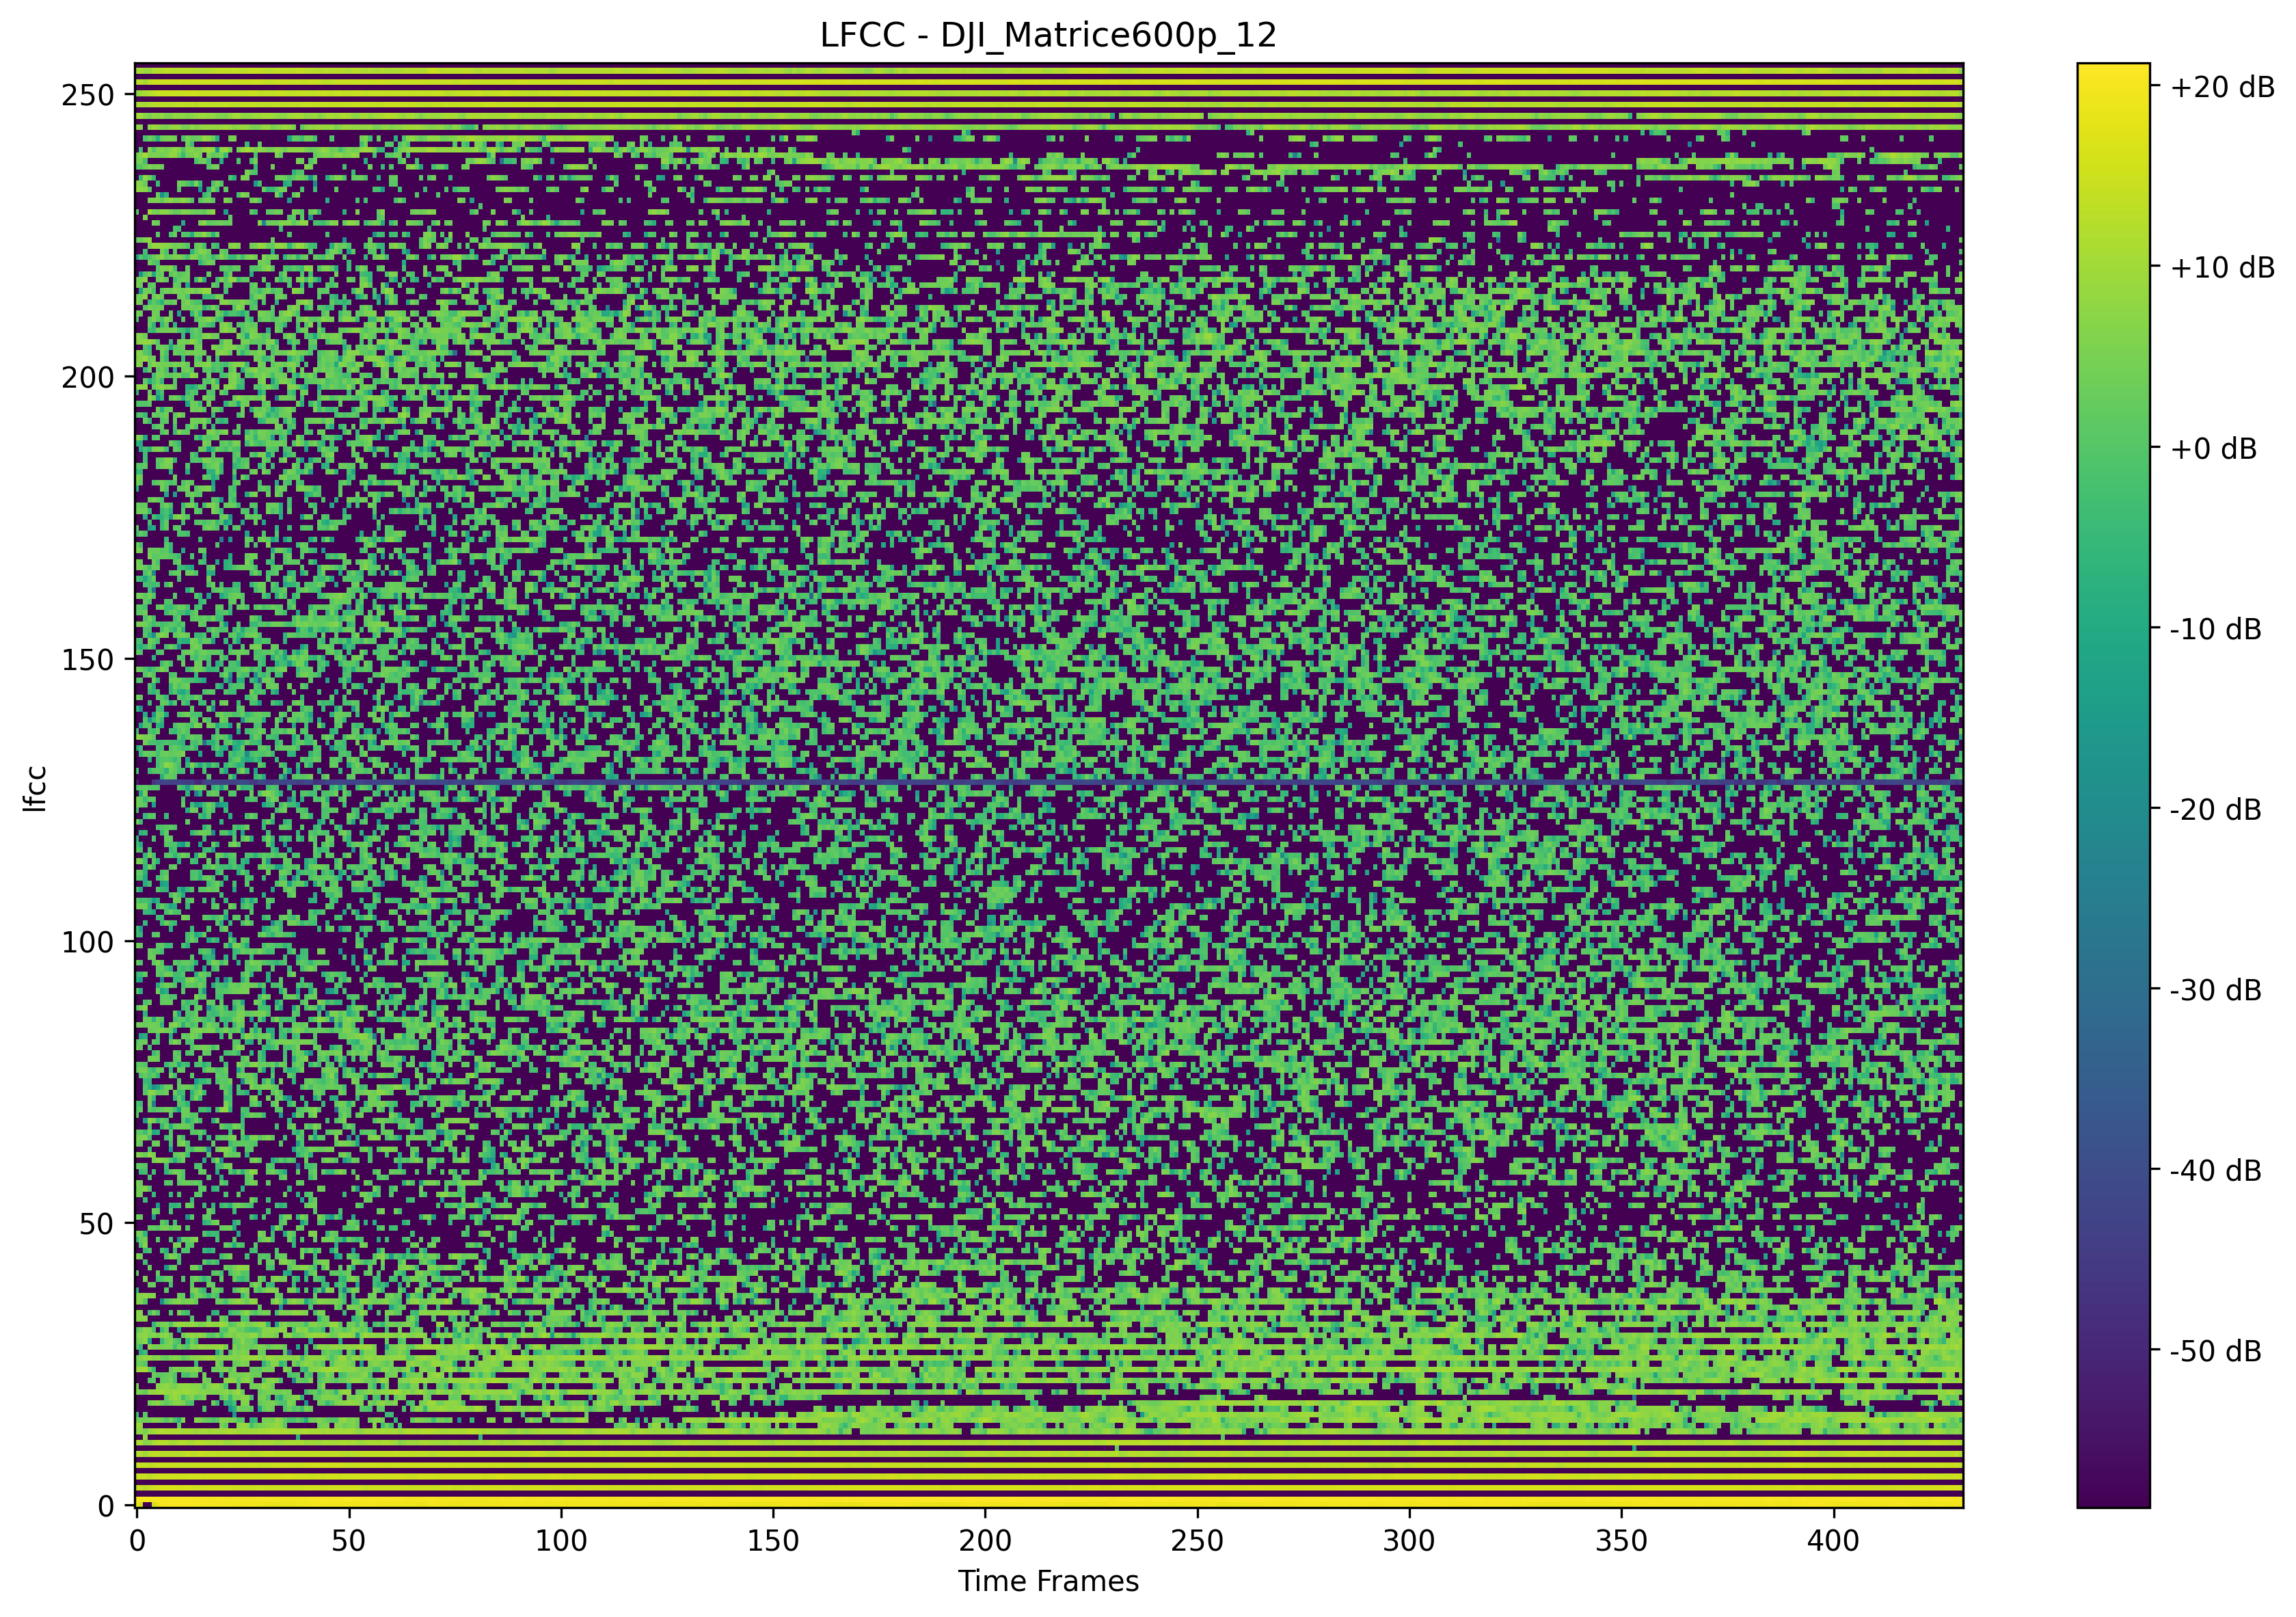 LFCC - DJI_Matrice600p_12
250
200
150
100
50
0
lfcc
0 50 100 150 200 250 300 350 400
Time Frames
+20 dB
+10 dB
+0 dB
-10 dB
-20 dB
-30 dB
-40 dB
-50 dB